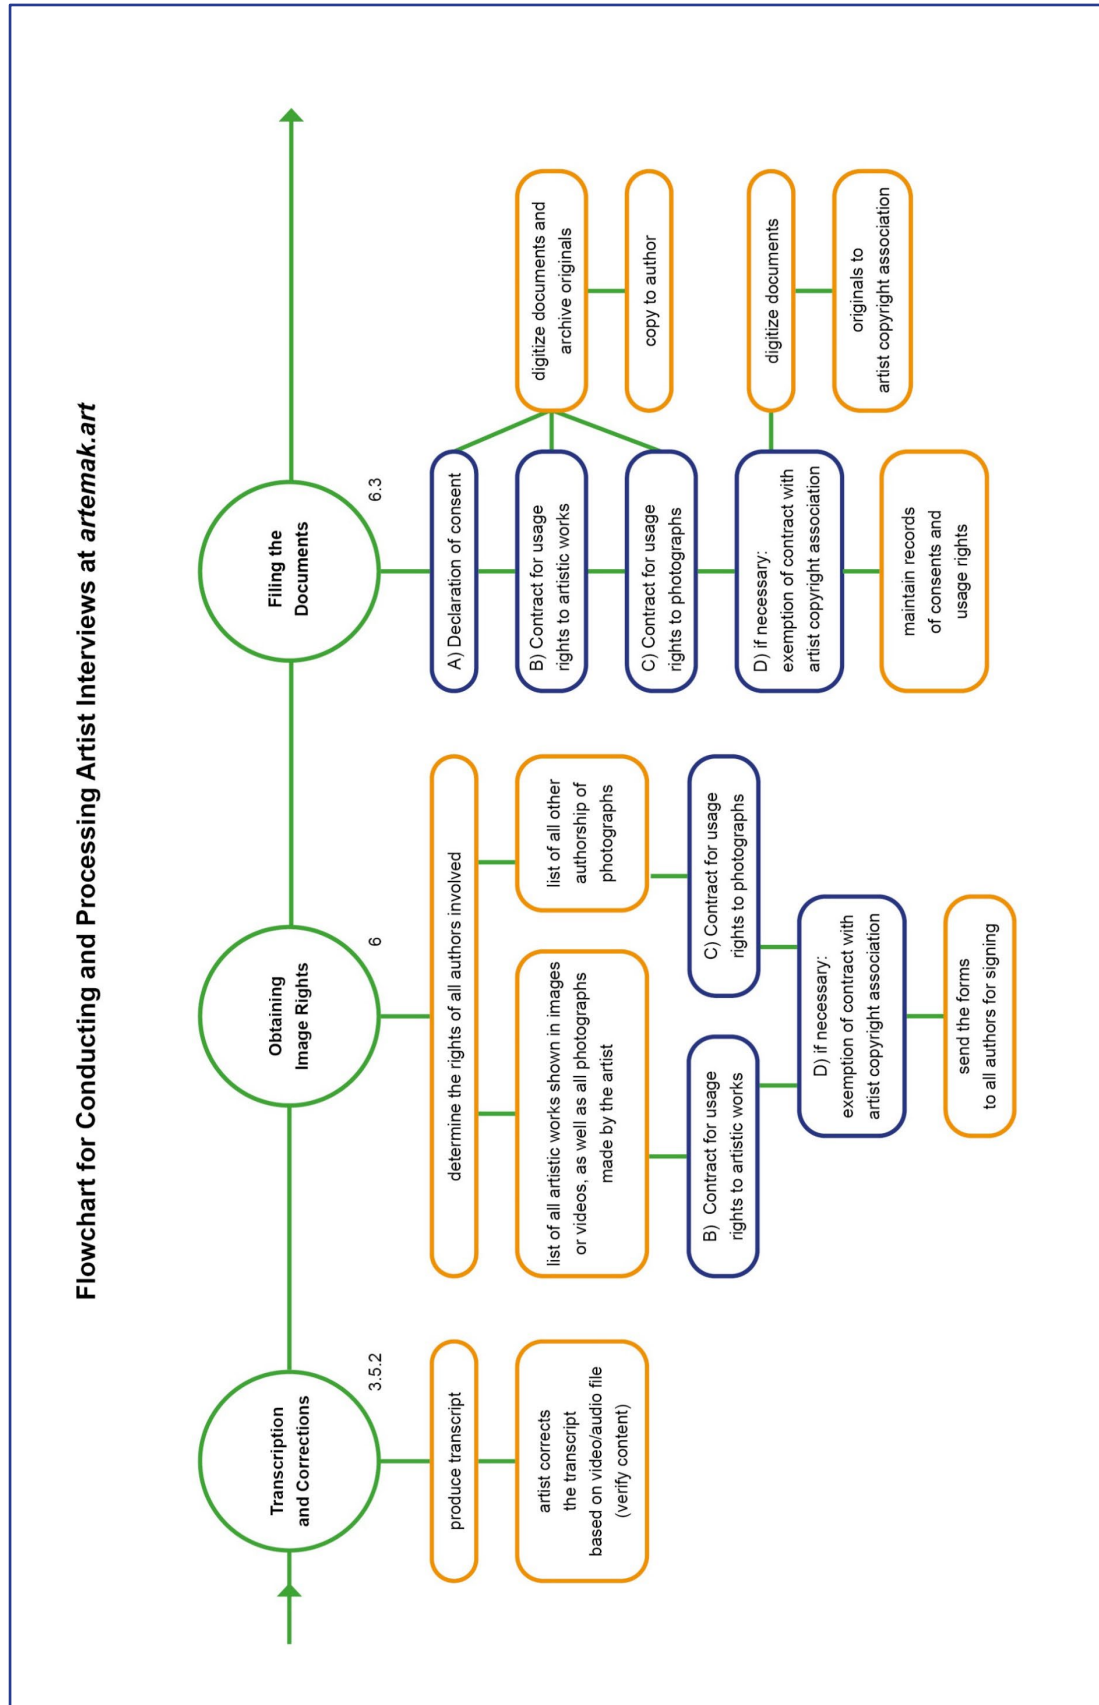 Flowchart for Conducting and Processing Artist Interviews at artemak.art
Transcription
and Corrections
3.5.2
produce transcript
artist corrects
the transcript
based on video/audio file
(verify content)
Obtaining
Image Rights
6
determine the rights of all authors involved
list of all artistic works shown in images
or videos, as well as all photographs
made by the artist
list of all other
authorship of
photographs
B) Contract for usage
rights to artistic works
C) Contract for usage
rights to photographs
D) if necessary:
exemption of contract with
artist copyright association
send the forms
to all authors for signing
Filing the
Documents
6.3
A) Declaration of consent
B) Contract for usage
rights to artistic works
C) Contract for usage
rights to photographs
D) if necessary:
exemption of contract with
artist copyright association
maintain records
of consents and
usage rights
digitize documents and
archive originals
copy to author
digitize documents
originals to
artist copyright association